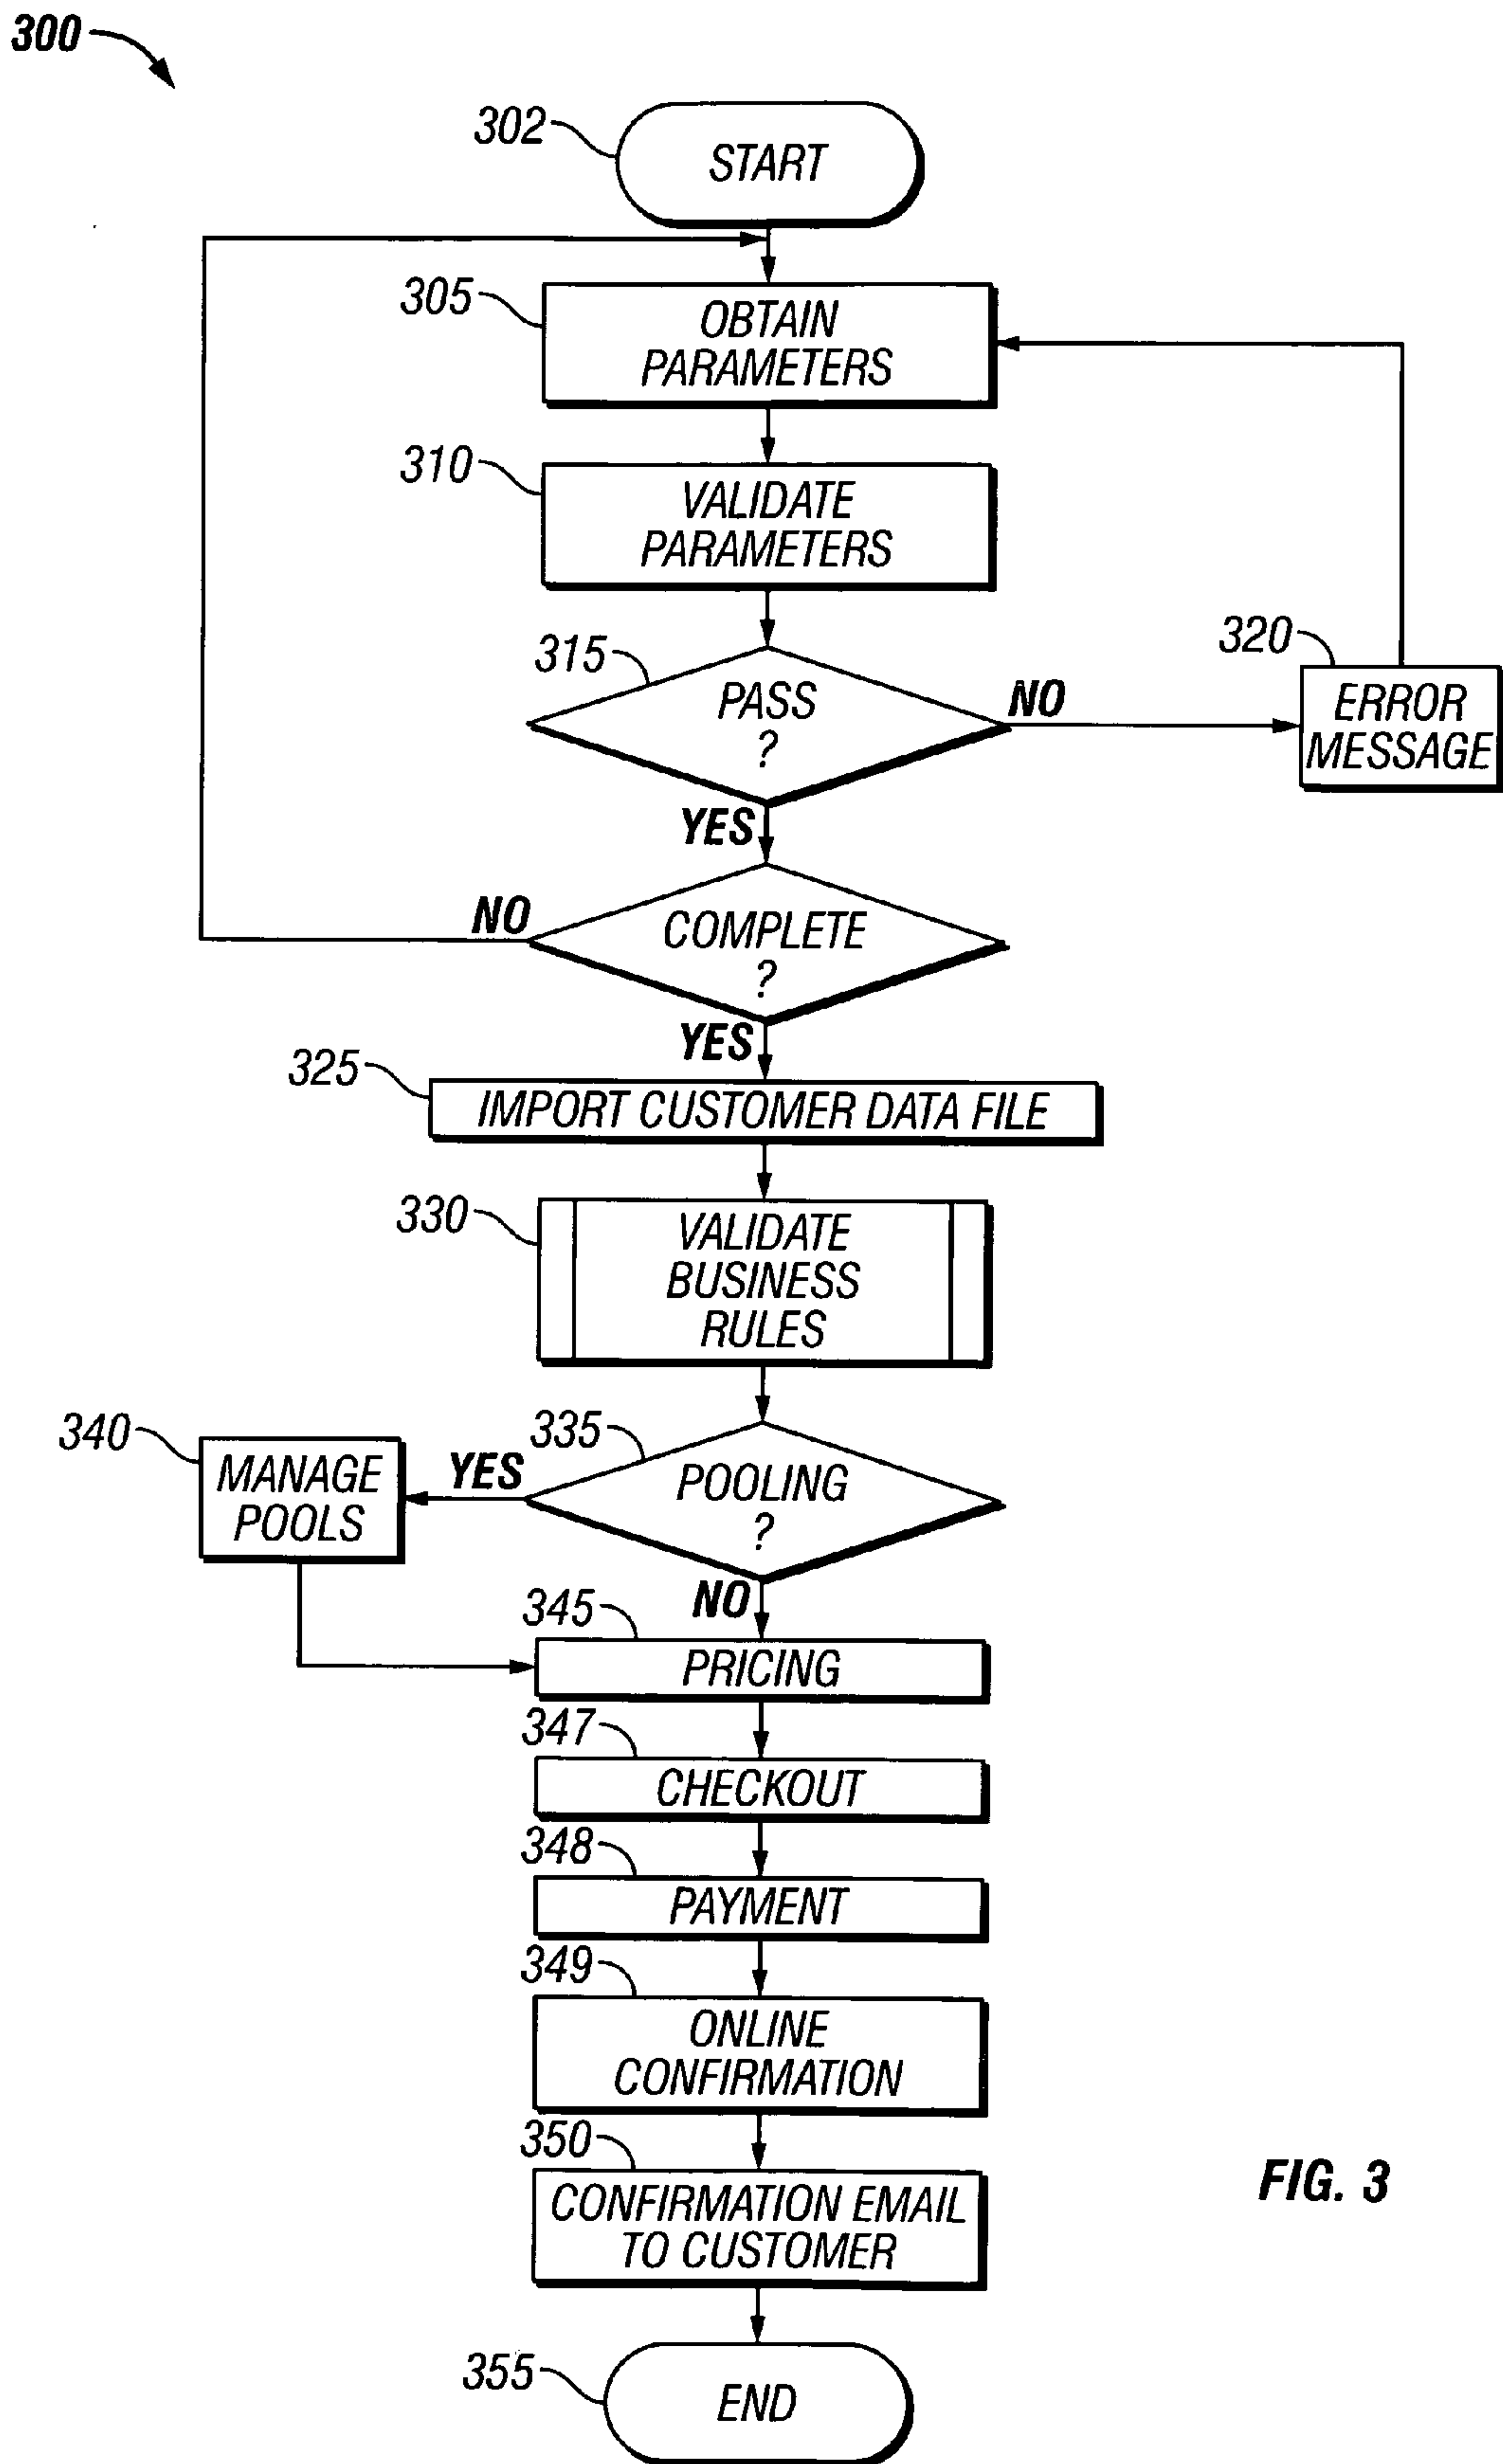 300
302
START
305
OBTAIN
PARAMETERS
310
VALIDATE
PARAMETERS
315
PASS
?
NO
320
ERROR
MESSAGE
YES
NO
COMPLETE
?
YES
325
IMPORT CUSTOMER DATA FILE
330
VALIDATE
BUSINESS
RULES
340
MANAGE
POOLS
YES
335
POOLING
?
NO
345
PRICING
347
CHECKOUT
348
PAYMENT
349
ONLINE
CONFIRMATION
350
CONFIRMATION EMAIL
TO CUSTOMER
FIG. 3
355
END